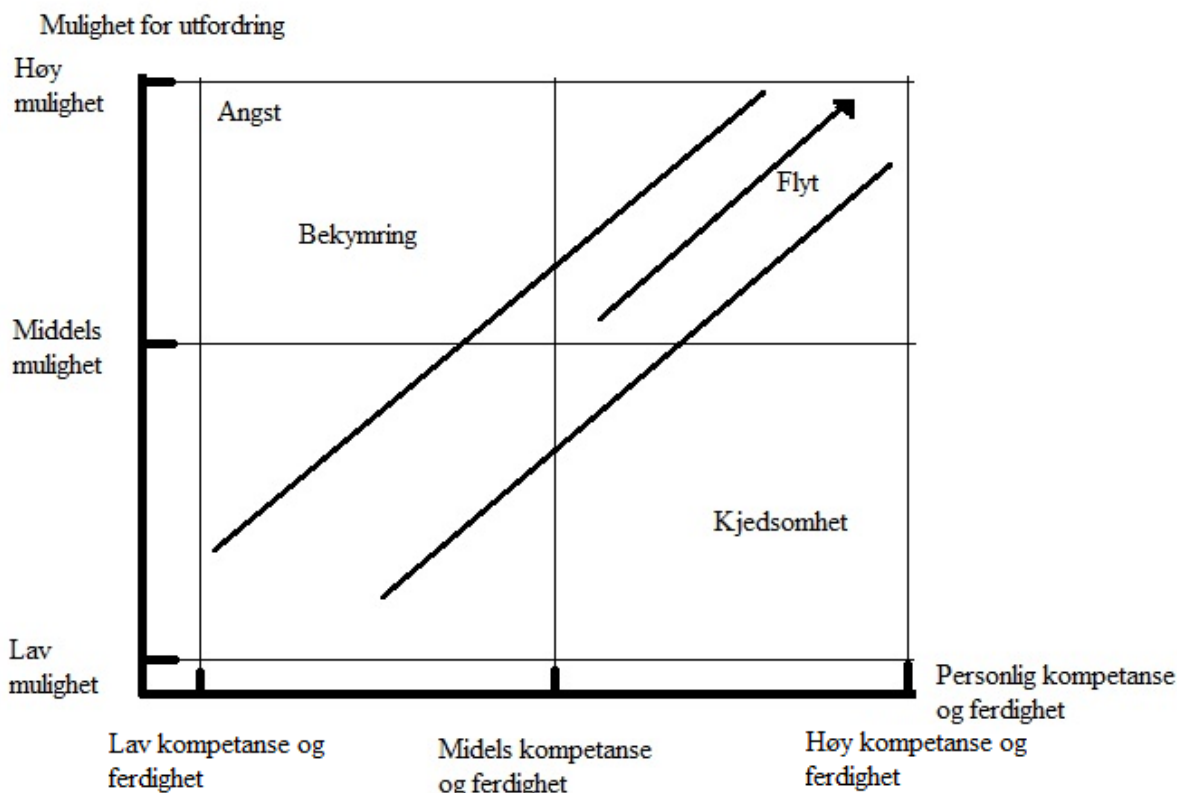 Mulighet for utfordring
Høy
mulighet
Angst
Flyt
Bekymring
Middels
mulighet
Kjedsomhet
Lav
mulighet
Personlig kompetanse
og ferdighet
Lav kompetanse og
ferdighet
Midels kompetanse
og ferdighet
Høy kompetanse og
ferdighet